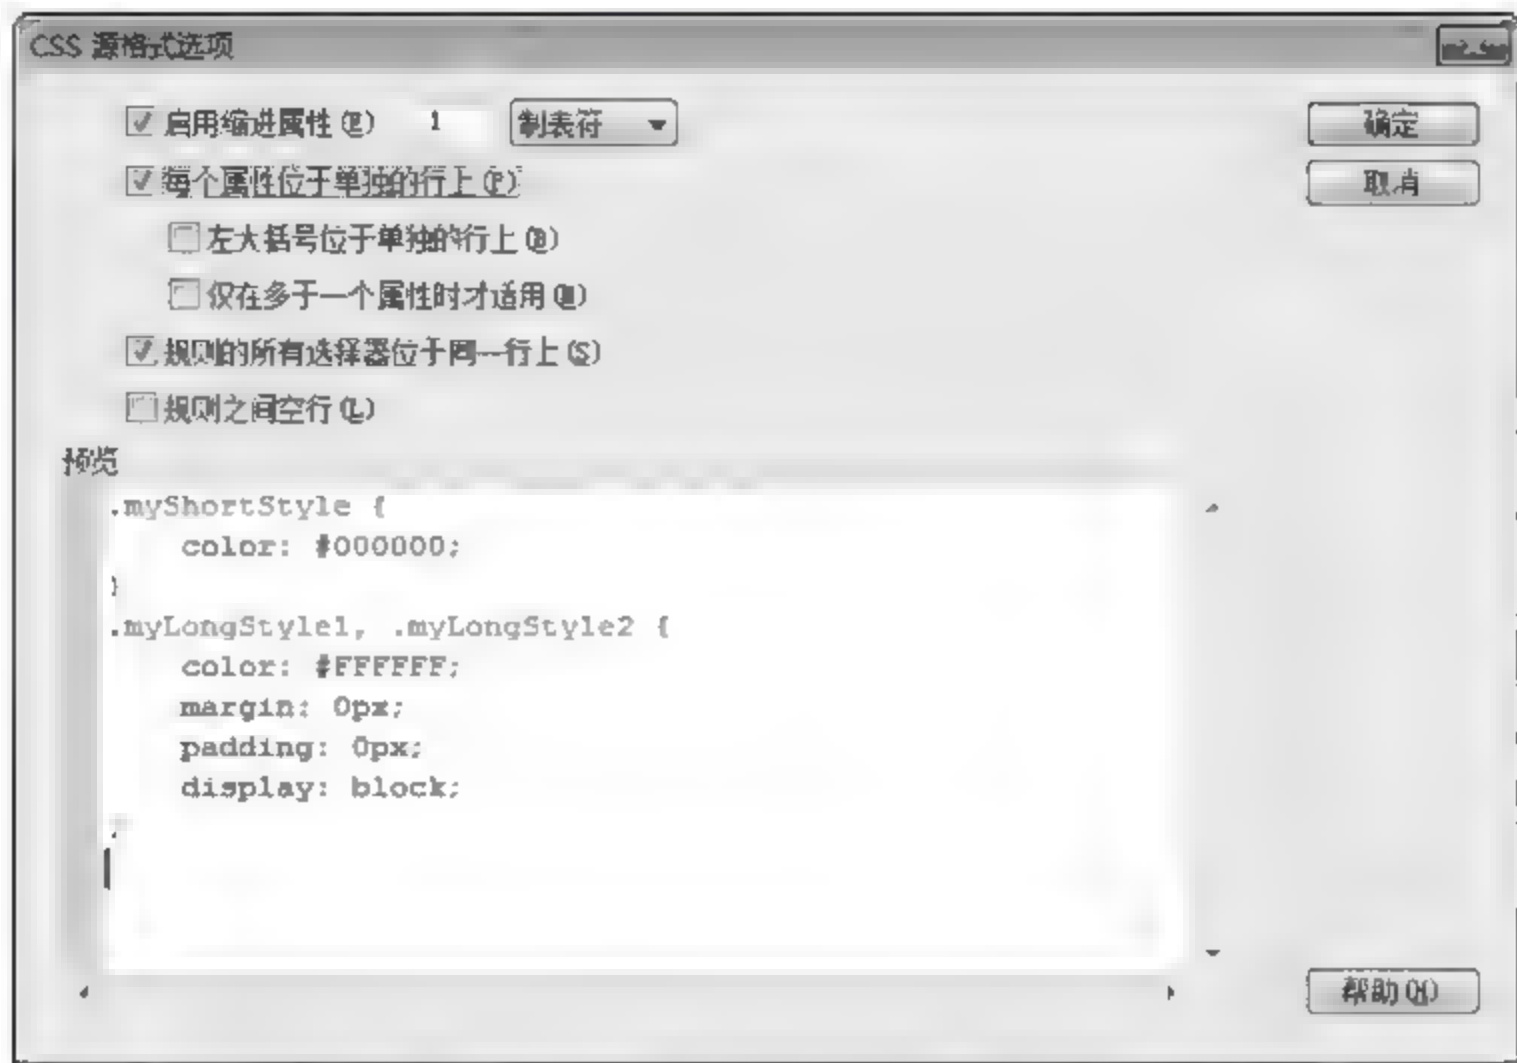 CSS 源格式选项
启用缩进属性(E) 1 制表符 确定
每个属性位于单独的行上(P) 取消
左大括号位于单独的行上(B)
仅在多于一个属性时才适用(M)
规则的所有选择器位于同一行上(S)
规则之间空行(L)
预览
.myShortStyle {
color: #000000;
}
.myLongStyle1, .myLongStyle2 {
color: #FFFFFF;
margin: 0px;
padding: 0px;
display: block;
帮助(H)